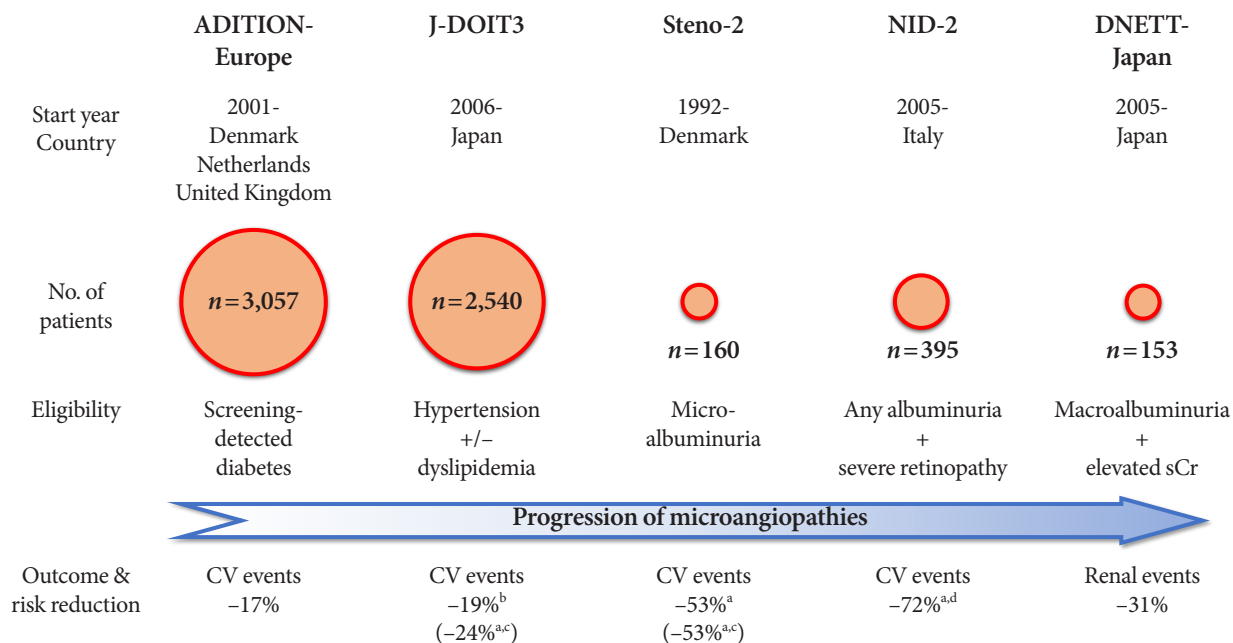 ADITION-
Europe
J-DOIT3
Steno-2
NID-2
DNETT-
Japan
Start year
Country
2001-
Denmark
Netherlands
United Kingdom
2006-
Japan
1992-
Denmark
2005-
Italy
2005-
Japan
No. of
patients
n=3,057
n=2,540
n=160
n=395
n=153
Eligibility
Screening-
detected
diabetes
Hypertension
+/–
dyslipidemia
Micro-
albuminuria
Any albuminuria
+
severe retinopathy
Macroalbuminuria
+
elevated sCr
Progression of microangiopathies
Outcome &
risk reduction
CV events
–17%
CV events
–19%ᵇ
(–24%ᵃ,ᶜ)
CV events
–53%ᵃ
(–53%ᵃ,ᶜ)
CV events
–72%ᵃ,ᵈ
Renal events
–31%